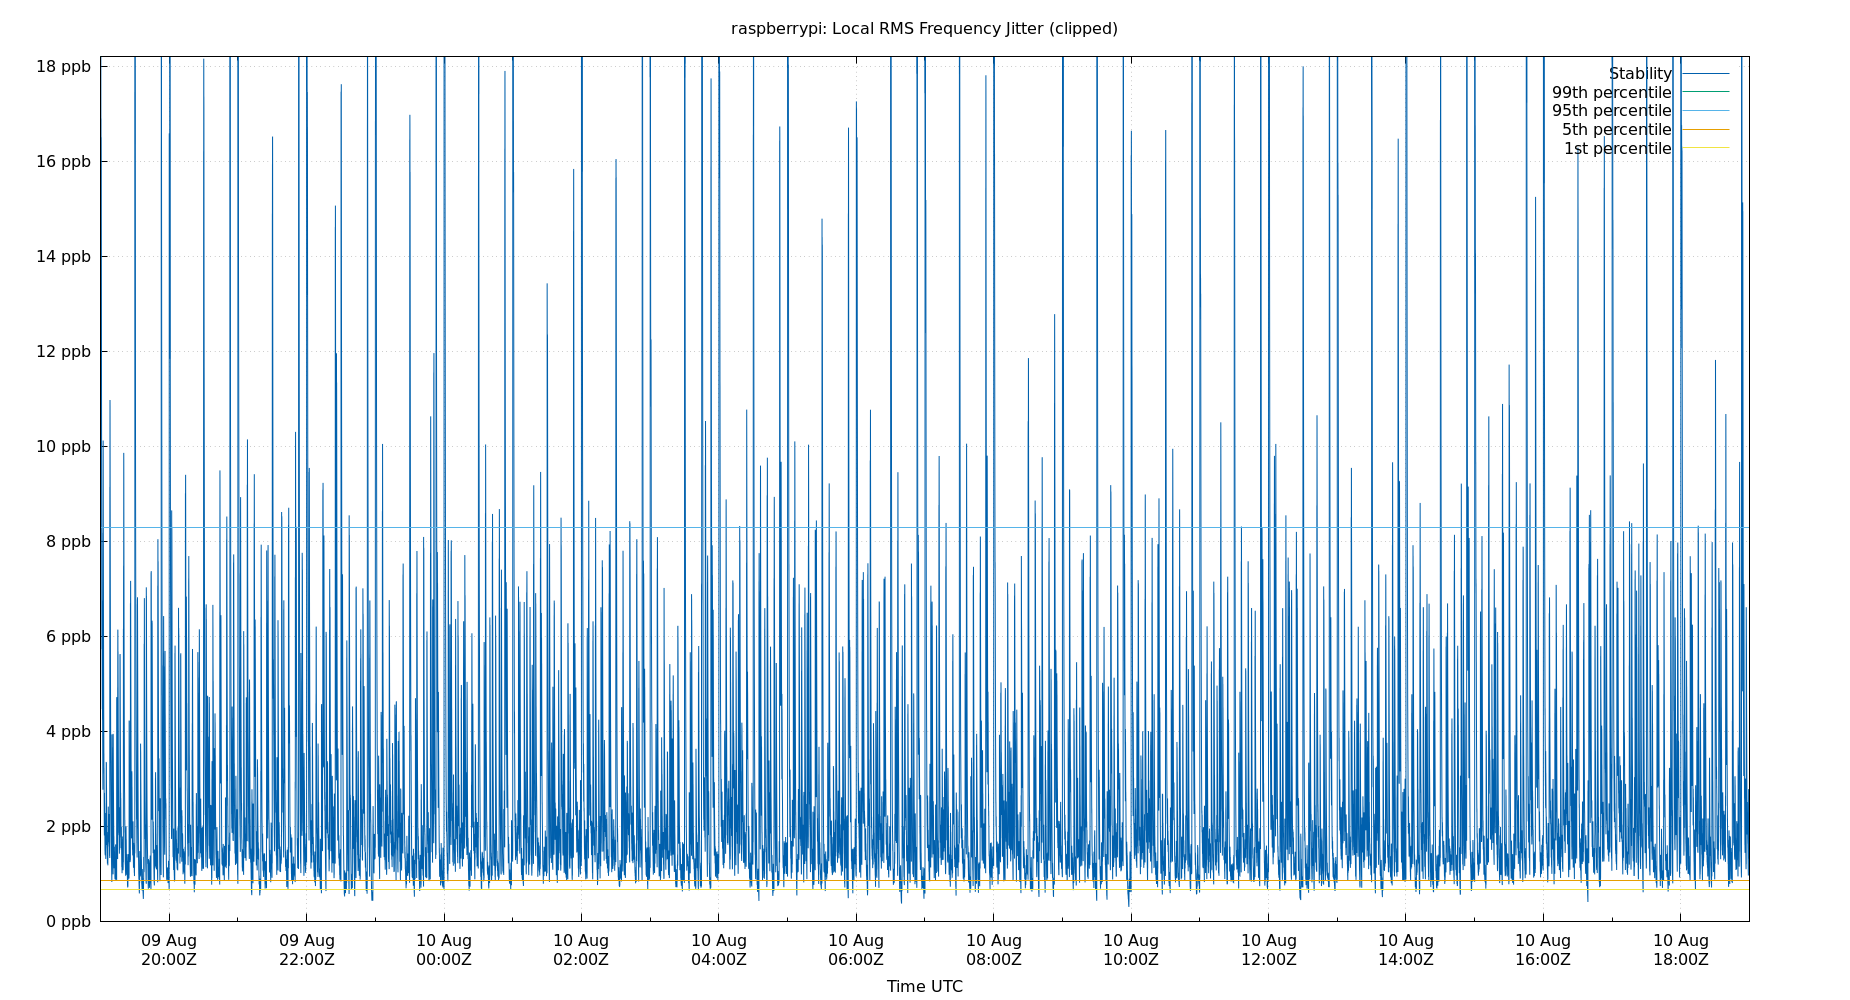 raspberrypi: Local RMS Frequency Jitter (clipped)
18 ppb
16 ppb
14 ppb
12 ppb
10 ppb
8 ppb
6 ppb
4 ppb
2 ppb
0 ppb
Stability
99th percentile
95th percentile
5th percentile
1st percentile
09 Aug 09 Aug 10 Aug 10 Aug 10 Aug 10 Aug 10 Aug 10 Aug 10 Aug 10 Aug 10 Aug 10 Aug
20:00Z 22:00Z 00:00Z 02:00Z 04:00Z 06:00Z 08:00Z 10:00Z 12:00Z 14:00Z 16:00Z 18:00Z
Time UTC